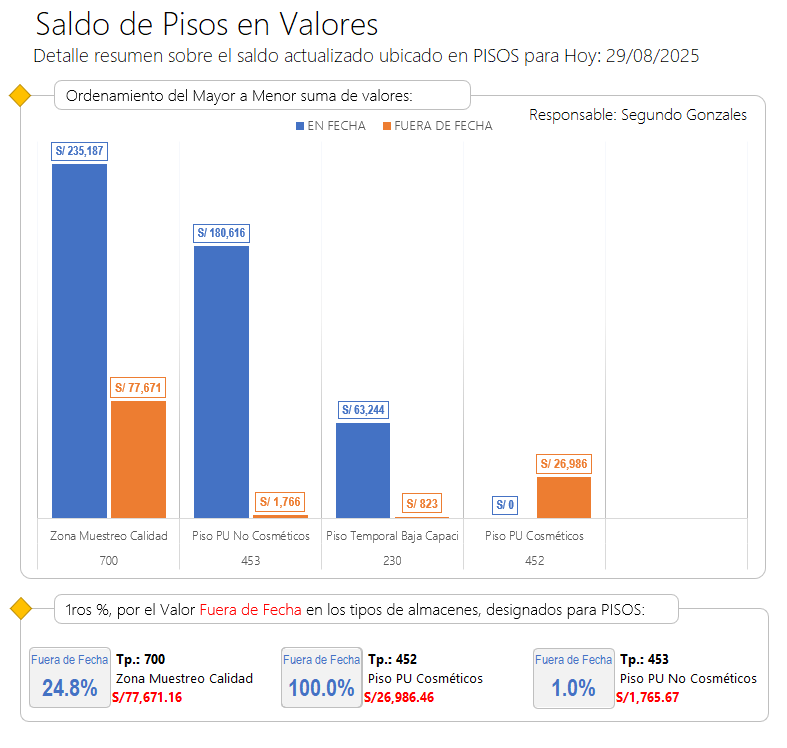 Saldo de Pisos en Valores
Detalle resumen sobre el saldo actualizado ubicado en PISOS para Hoy: 29/08/2025
Ordenamiento del Mayor a Menor suma de valores:
Responsable: Segundo Gonzales
EN FECHA FUERA DE FECHA
S/ 235,187
S/ 180,616
S/ 77,671
S/ 63,244
S/ 26,986
S/ 1,766
S/ 823
S/ 0
Zona Muestreo Calidad Piso PU No Cosméticos Piso Temporal Baja Capaci Piso PU Cosméticos
700 453 230 452
1ros %, por el Valor Fuera de Fecha en los tipos de almacenes, designados para PISOS:
Fuera de Fecha
24.8%
Tp.: 700
Zona Muestreo Calidad
S/77,671.16
Fuera de Fecha
100.0%
Tp.: 452
Piso PU Cosméticos
S/26,986.46
Fuera de Fecha
1.0%
Tp.: 453
Piso PU No Cosméticos
S/1,765.67